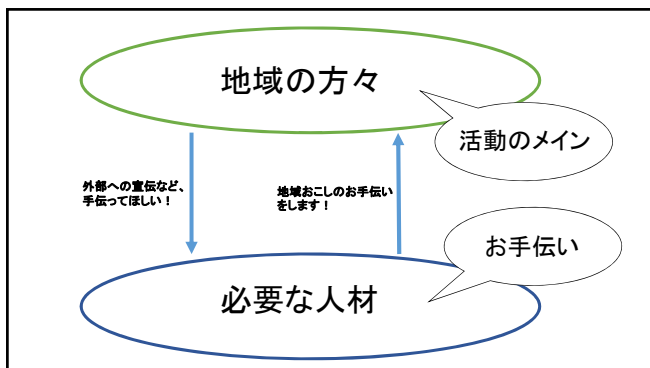 地域の方々
活動のメイン
外部への宣伝など、
手伝ってほしい！
地域おこしのお手伝い
をします！
お手伝い
必要な人材